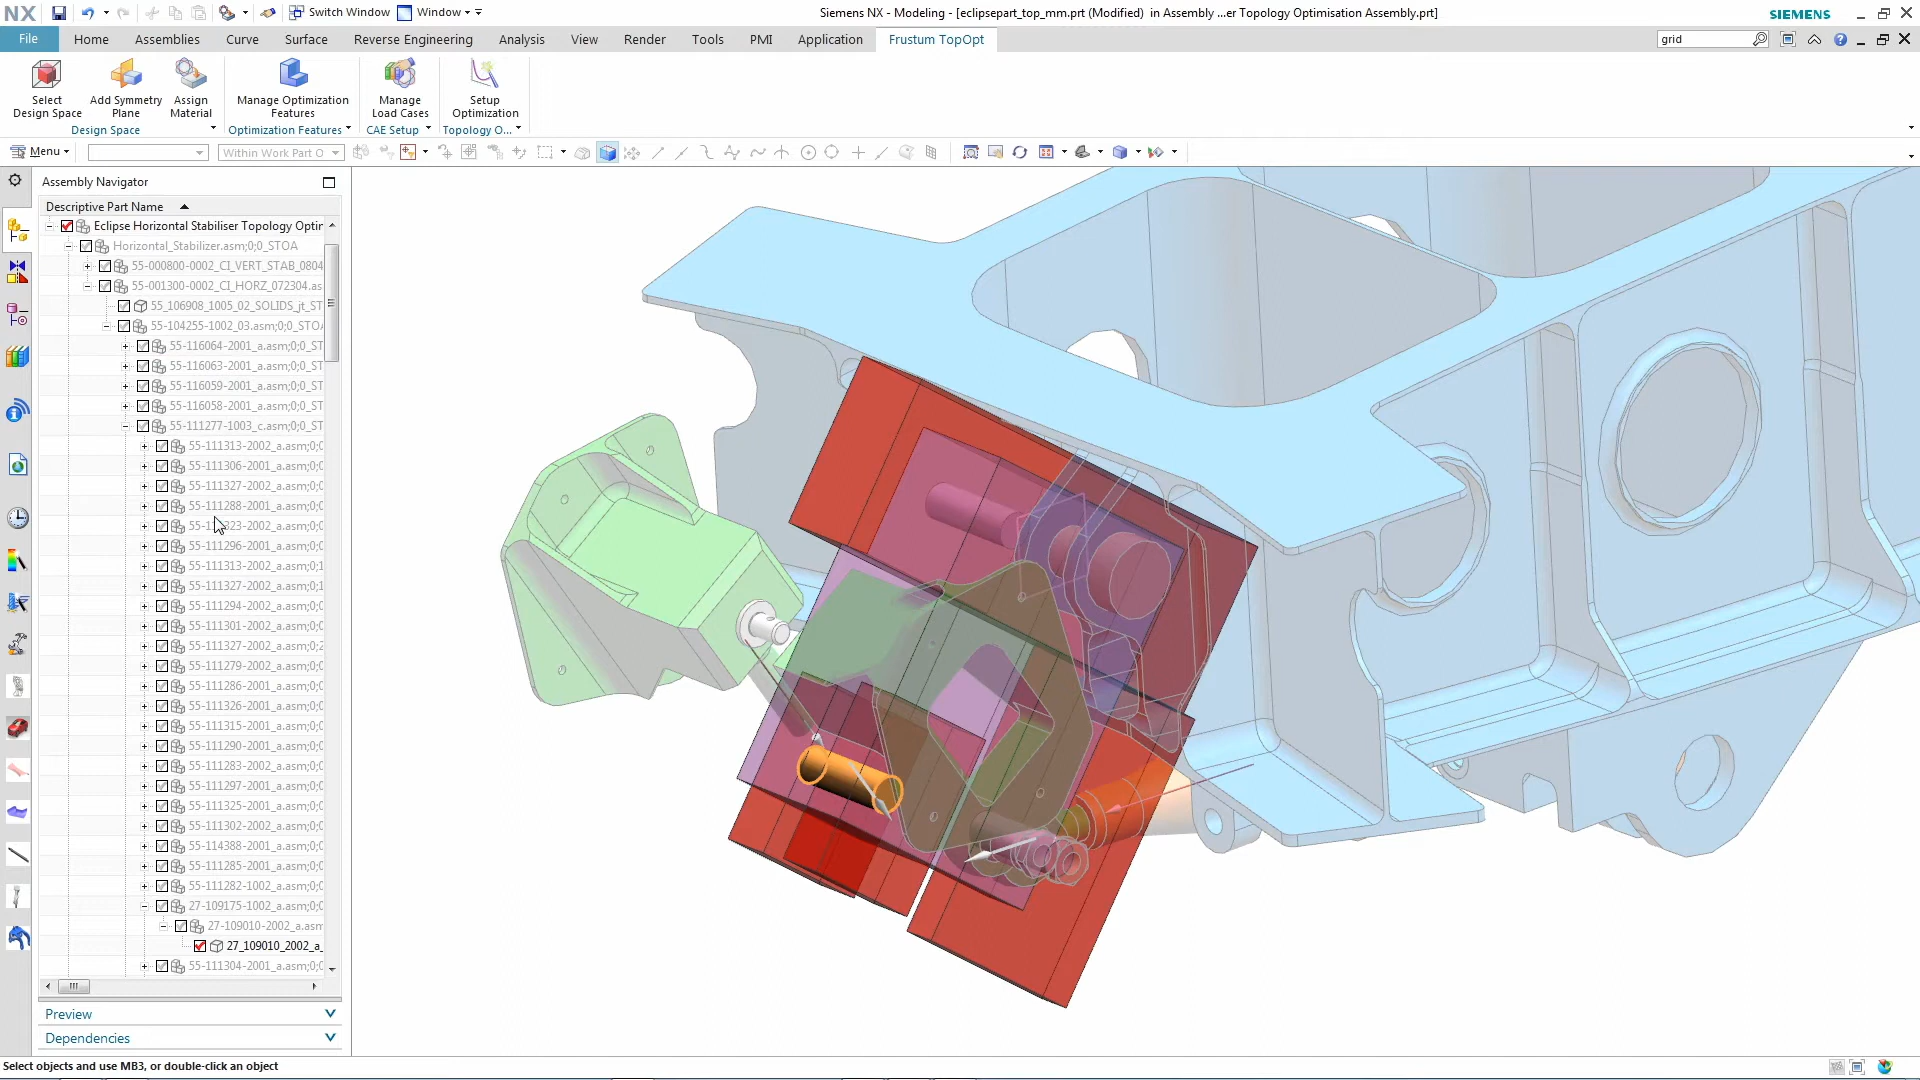 NX Switch Window Window Siemens NX - Modeling - [eclipsepart_top_mm.prt (Modified) in Assembly ...er Topology Optimisation Assembly.prt] SIEMENS
File Home Assemblies Curve Surface Reverse Engineering Analysis View Render Tools PMI Application Frustum TopOpt grid
Select Design Space
Add Symmetry Plane
Assign Material
Manage Optimization Features
Manage Load Cases
Setup Optimization
Design Space Optimization Features CAE Setup Topology O...
Menu Within Work Part O
Assembly Navigator
Descriptive Part Name
Eclipse Horizontal Stabiliser Topology Optir
Horizontal_Stabilizer.asm;0;0_STOA
55-000800-0002_CI_VERT_STAB_0804
55-001300-0002_CI_HORZ_072304.as
55_106908_1005_02_SOLIDS_jt_ST
55-104255-1002_03.asm;0;0_STOA
55-116064-2001_a.asm;0;0_ST
55-116063-2001_a.asm;0;0_ST
55-116059-2001_a.asm;0;0_ST
55-116058-2001_a.asm;0;0_ST
55-111277-1003_c.asm;0;0_ST
55-111313-2002_a.asm;0;0
55-111306-2001_a.asm;0;0
55-111327-2002_a.asm;0;0
55-111288-2001_a.asm;0;0
55-111323-2002_a.asm;0;0
55-111296-2001_a.asm;0;0
55-111313-2002_a.asm;0;1
55-111327-2002_a.asm;0;1
55-111294-2002_a.asm;0;0
55-111301-2002_a.asm;0;0
55-111327-2002_a.asm;0;2
55-111279-2002_a.asm;0;0
55-111286-2001_a.asm;0;0
55-111326-2001_a.asm;0;0
55-111315-2001_a.asm;0;0
55-111290-2001_a.asm;0;0
55-111283-2002_a.asm;0;0
55-111297-2001_a.asm;0;0
55-111325-2001_a.asm;0;0
55-111302-2002_a.asm;0;0
55-114388-2001_a.asm;0;0
55-111285-2001_a.asm;0;0
55-111282-1002_a.asm;0;0
27-109175-1002_a.asm;0;0
27-109010-2002_a.asm
27_109010_2002_a_
55-111304-2001_a.asm;0;0
Preview
Dependencies
Select objects and use MB3, or double-click an object